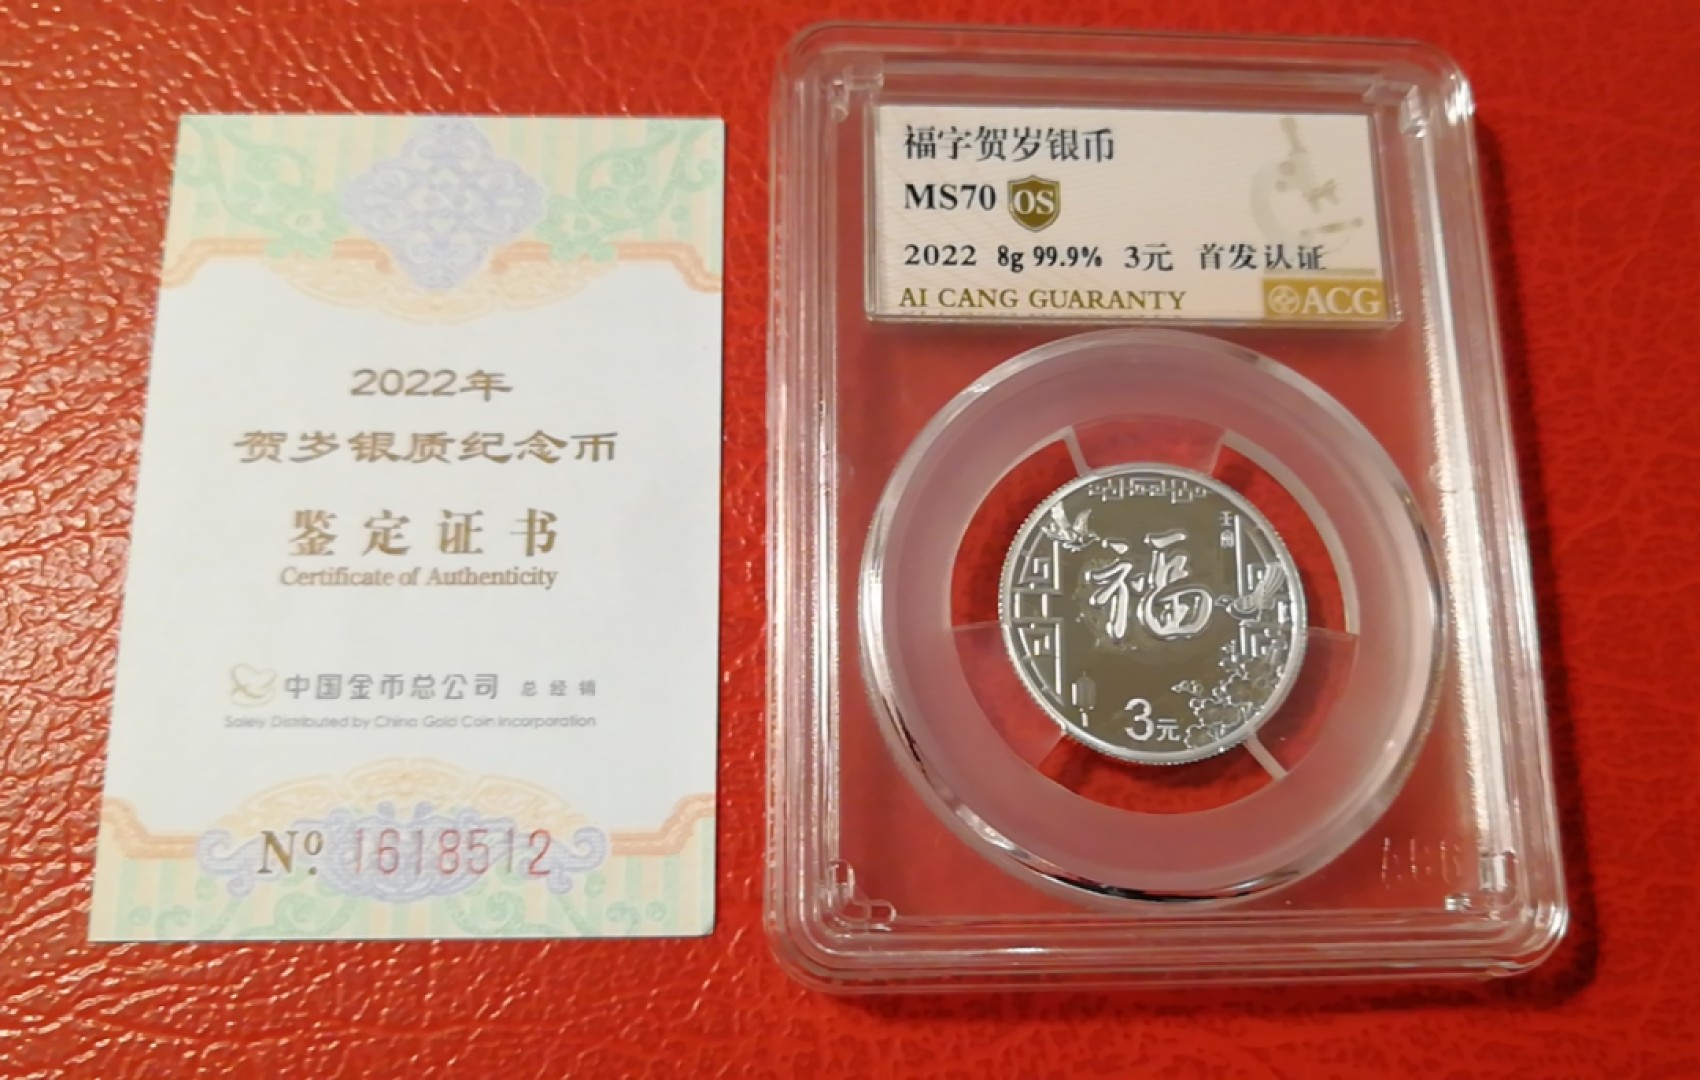 2022年
贺岁银质纪念币
鉴定证书
Certificate of Authenticity
中国金币总公司 总经销
Solely Distributed by China Gold Coin Incorporation
Nº 1618512
福字贺岁银币
MS70 OS
2022 8g 99.9% 3元 首发认证
AI CANG GUARANTY ACG
壬寅
福
3元